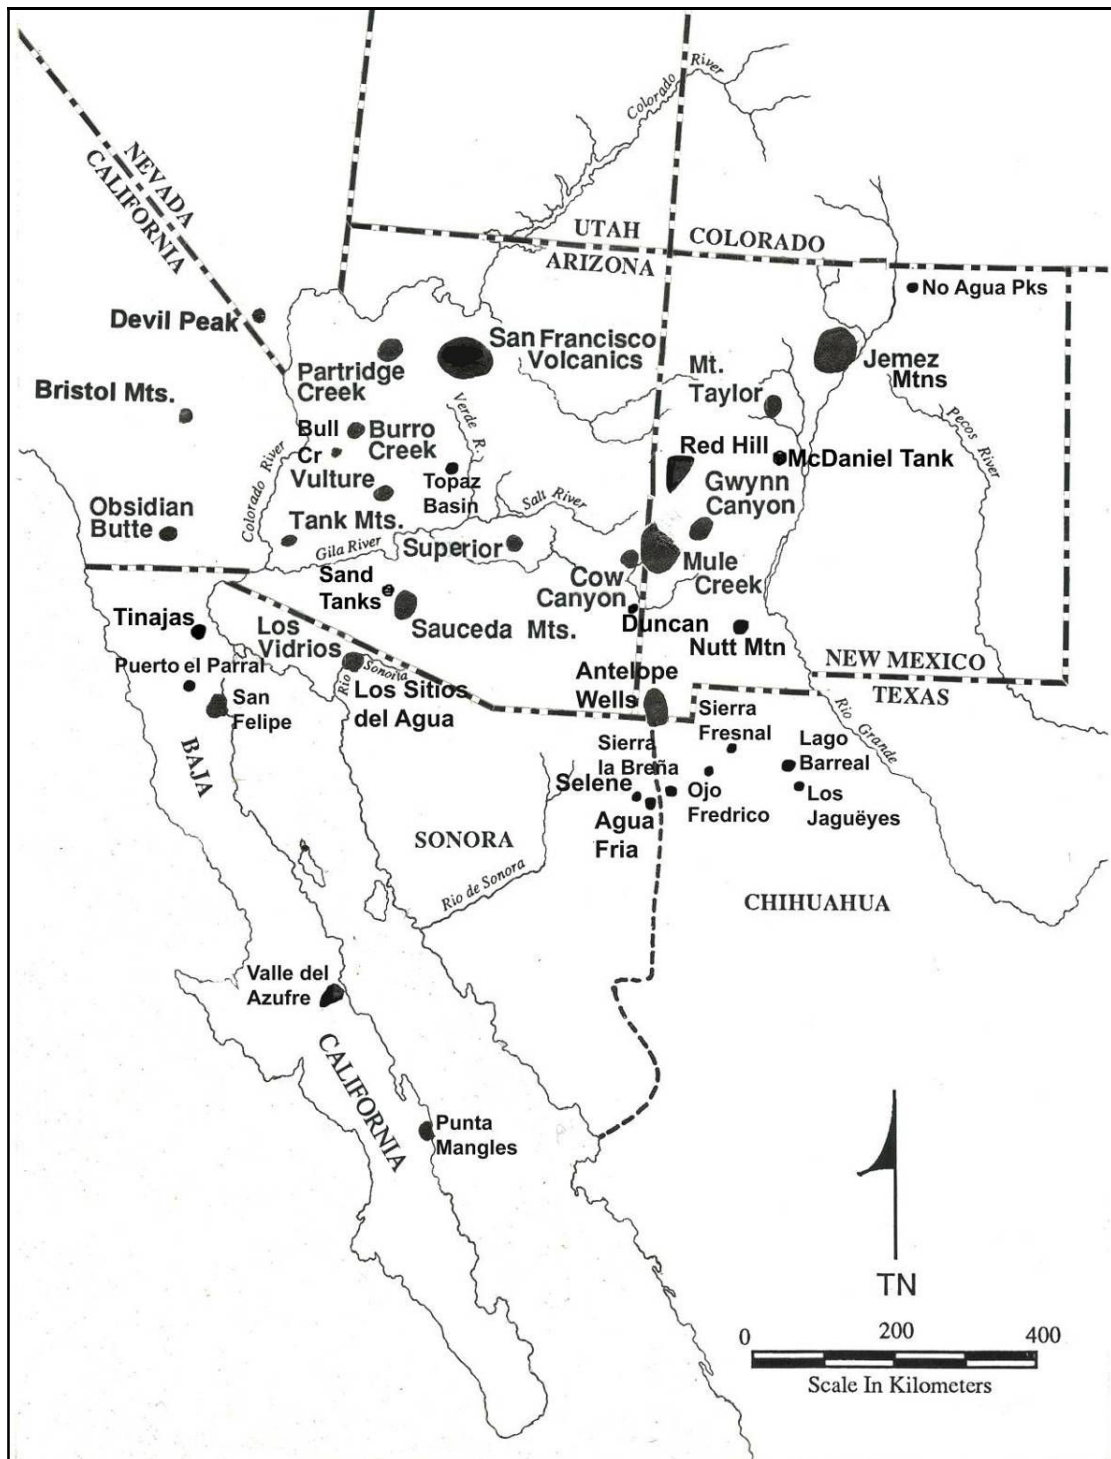 Colorado
River
NEVADA
CALIFORNIA
UTAH
COLORADO
ARIZONA
No Agua Pks
Devil Peak
San Francisco
Volcanics
Partridge
Creek
Mt.
Taylor
Jemez
Mtns
Bristol Mts.
Verde R.
Pecos
River
Bull
Cr
Burro
Creek
Red Hill
McDaniel Tank
Colorado River
Vulture
Topaz
Basin
Gwynn
Canyon
Obsidian
Butte
Tank Mts.
Salt River
Gila River
Superior
Mule
Creek
Cow
Canyon
Sand
Tanks
Duncan
Tinajas
Los
Vidrios
Sauceda Mts.
Nutt Mtn
Puerto el Parral
Rio Sonoria
NEW MEXICO
TEXAS
Antelope
Wells
San
Felipe
Los Sitios
del Agua
Sierra
Fresnal
Rio Grande
BAJA
Sierra
la Breña
Lago
Barreal
Selene
Ojo
Fredrico
Los
Jaguëyes
Agua
Fria
SONORA
Rio de Sonora
CHIHUAHUA
Valle del
Azufre
CALIFORNIA
Punta
Mangles
TN
0 200 400
Scale In Kilometers